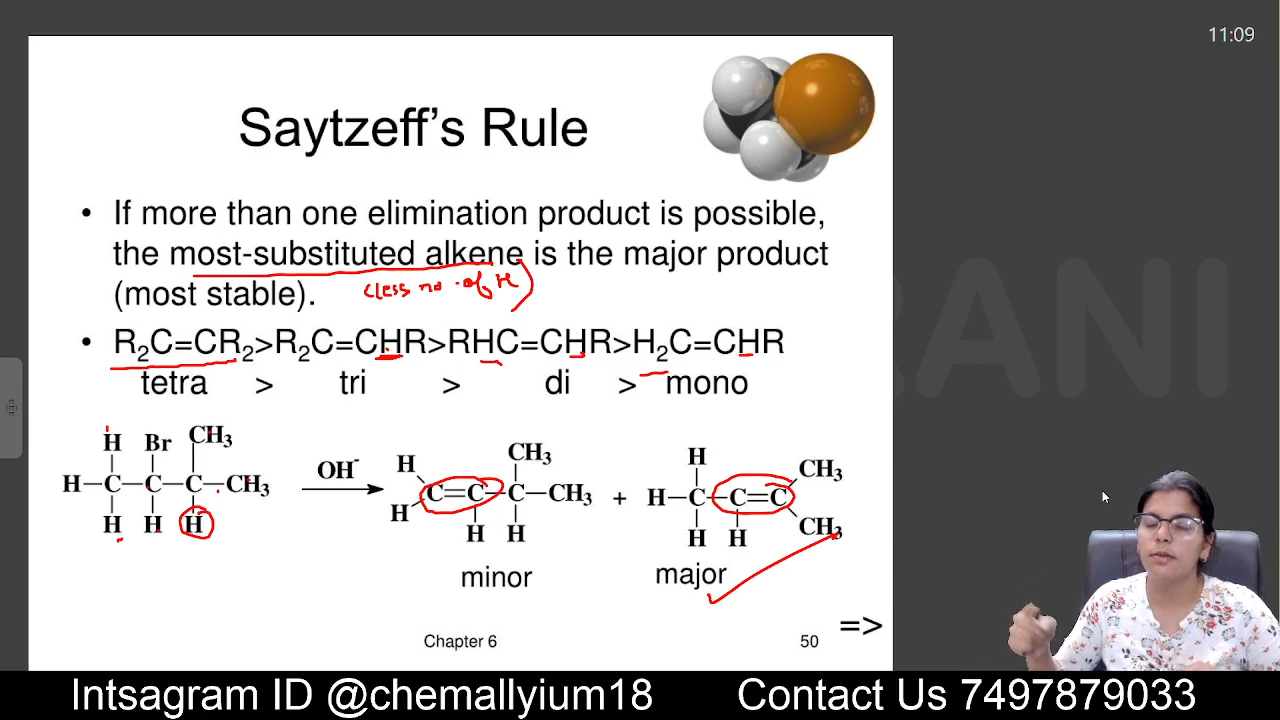 11:09
Saytzeff's Rule
• If more than one elimination product is possible,
the most-substituted alkene is the major product
(most stable).
(less no. of H)
• R₂C=CR₂>R₂C=CHR>RHC=CHR>H₂C=CHR
tetra > tri > di > mono
H Br CH₃
H–C–C–C–CH₃
H H H
OH⁻
H CH₃
C=C–C–CH₃
H
H H
+
H CH₃
H–C–C=C
CH₃
H H
minor
major
=>
Chapter 6
50
RANI
Intsagram ID @chemallyium18 Contact Us 7497879033